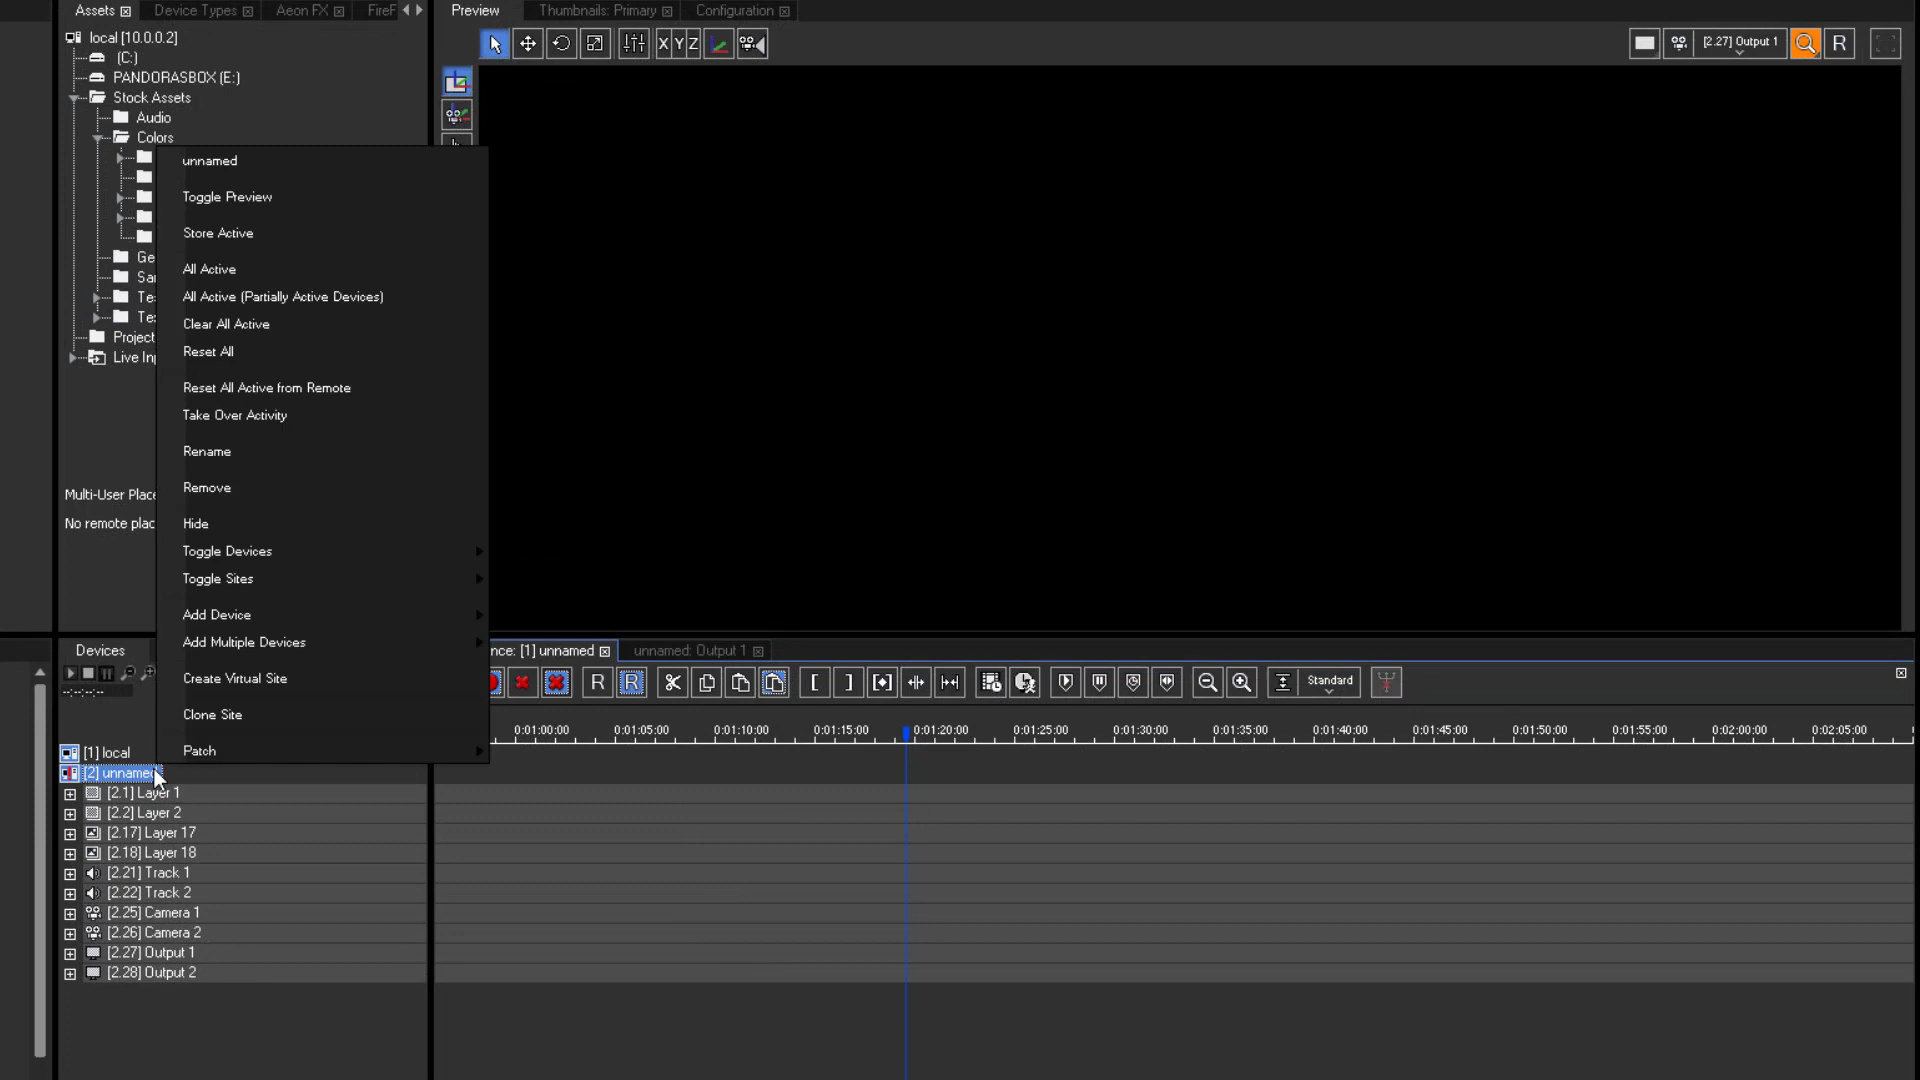 Assets
Device Types
Aeon FX
FireF
Preview
Thumbnails: Primary
Configuration
local [10.0.0.2]
(C:)
PANDORASBOX (E:)
Stock Assets
Audio
Colors
Ge
Sar
Te
Te
Project
Live Inp
X Y Z
[2.27] Output 1
R
unnamed
Toggle Preview
Store Active
All Active
All Active (Partially Active Devices)
Clear All Active
Reset All
Reset All Active from Remote
Take Over Activity
Rename
Remove
Hide
Toggle Devices
Toggle Sites
Add Device
Add Multiple Devices
Create Virtual Site
Clone Site
Patch
Multi-User Place
No remote plac
Devices
--:--:--:--
nce: [1] unnamed
unnamed: Output 1
R
R
Standard
0:01:00:00
0:01:05:00
0:01:10:00
0:01:15:00
0:01:20:00
0:01:25:00
0:01:30:00
0:01:35:00
0:01:40:00
0:01:45:00
0:01:50:00
0:01:55:00
0:02:00:00
0:02:05:00
[1] local
[2] unnamed
[2.1] Layer 1
[2.2] Layer 2
[2.17] Layer 17
[2.18] Layer 18
[2.21] Track 1
[2.22] Track 2
[2.25] Camera 1
[2.26] Camera 2
[2.27] Output 1
[2.28] Output 2